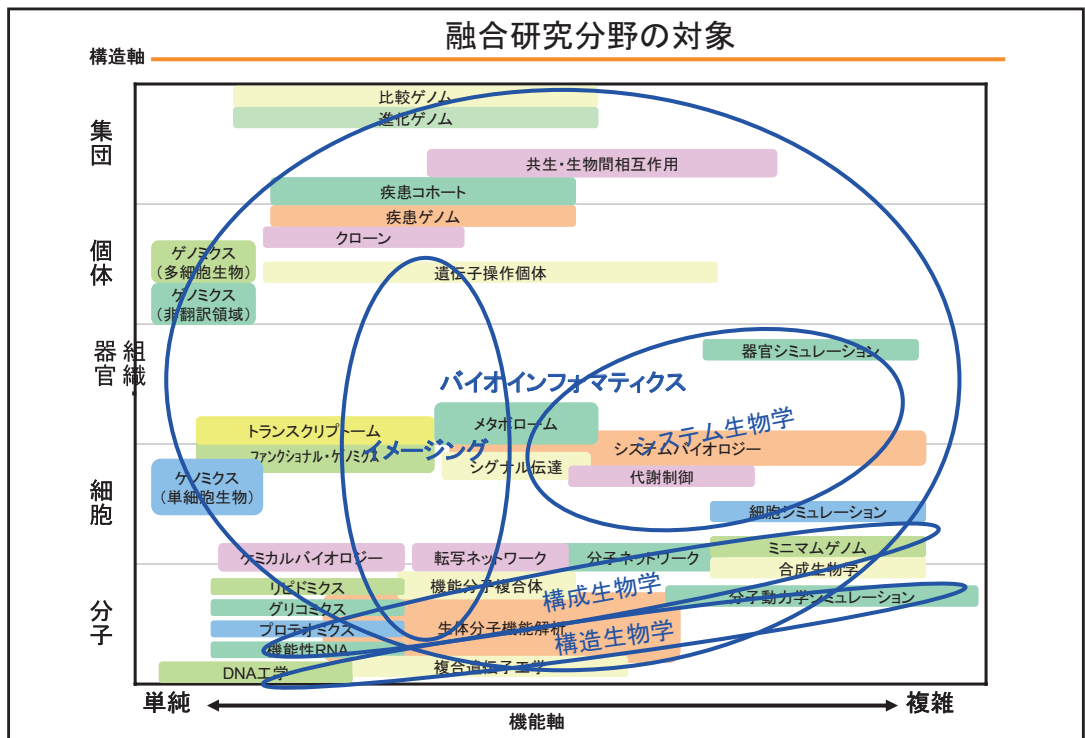 融合研究分野の対象
構造軸
集団
比較ゲノム
進化ゲノム
共生・生物間相互作用
疾患コホート
個体
疾患ゲノム
クローン
ゲノミクス
（多細胞生物）
遺伝子操作個体
ゲノミクス
（非翻訳領域）
組織・
器官
器官シミュレーション
バイオインフォマティクス
メタボローム
システム生物学
トランスクリプトーム
イメージング
システムバイオロジー
ファンクショナル・ゲノミクス
シグナル伝達
代謝制御
細胞
ゲノミクス
（単細胞生物）
細胞シミュレーション
ケミカルバイオロジー
転写ネットワーク
分子ネットワーク
ミニマムゲノム
合成生物学
分子
リピドミクス
機能分子複合体
構成生物学
分子動力学シミュレーション
グリコミクス
プロテオミクス
生体分子機能解析
構造生物学
機能性RNA
DNA工学
複合遺伝子工学
単純
複雑
機能軸